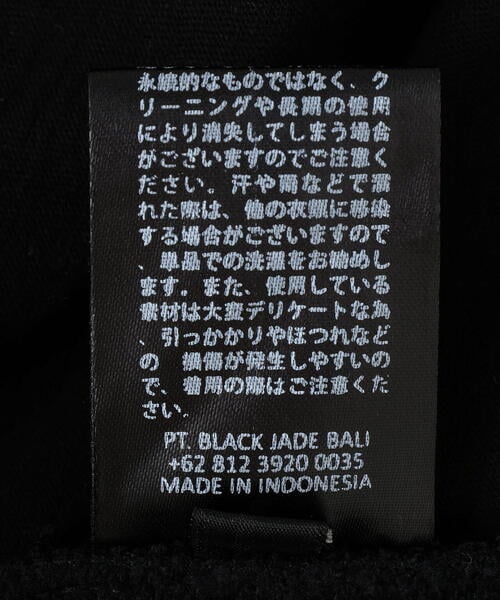 永続的なものではなく、ク
リーニングや長期の使用
により消失してしまう場合
がございますのでご注意く
ださい。汗や雨などで濡
れた際は、他の衣類に移染
する場合がございますので
、単品での洗濯をお勧めし
ます。また、使用している
素材は大変デリケートな為
、引っかかりやほつれなど
の 損傷が発生しやすいの
で、着用の際はご注意くだ
さい。
PT. BLACK JADE BALI
+62 812 3920 0035
MADE IN INDONESIA